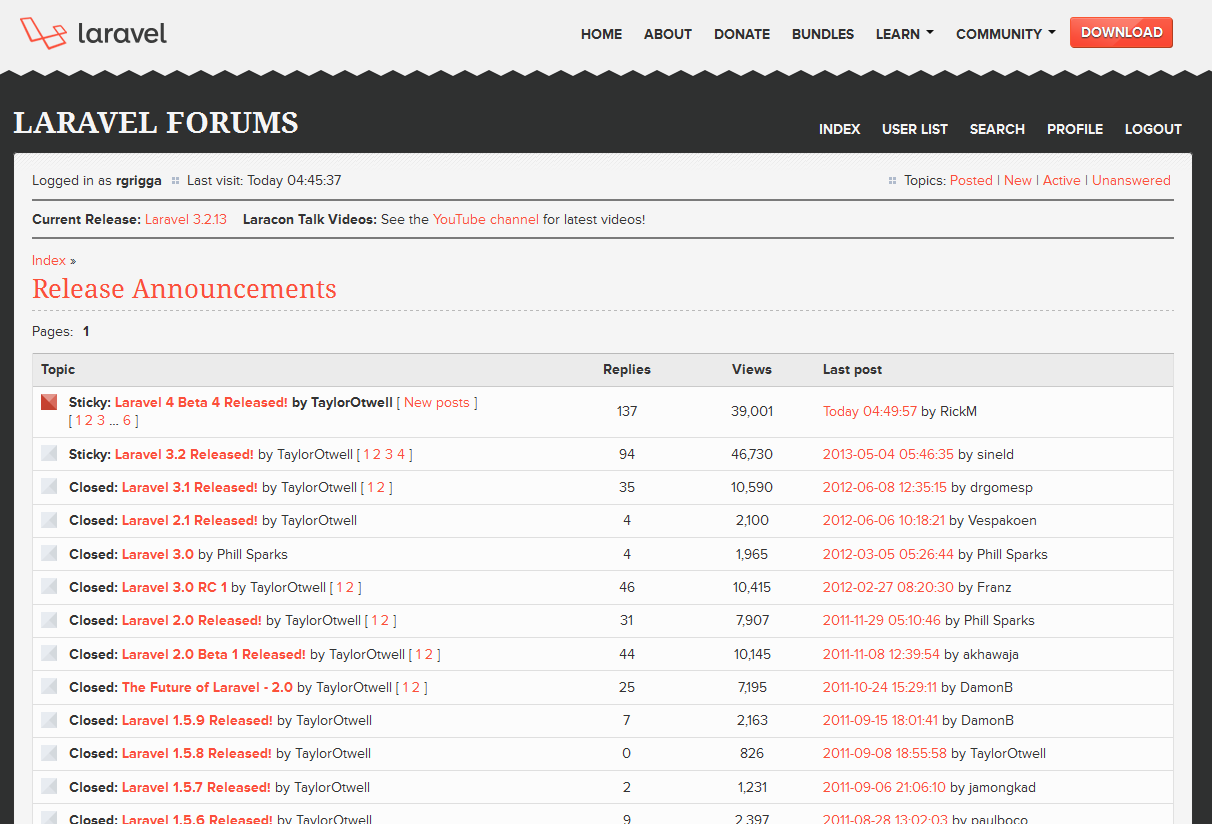 laravel
HOME ABOUT DONATE BUNDLES LEARN COMMUNITY DOWNLOAD
LARAVEL FORUMS
INDEX USER LIST SEARCH PROFILE LOGOUT
Logged in as rgrigga Last visit: Today 04:45:37 Topics: Posted | New | Active | Unanswered
Current Release: Laravel 3.2.13 Laracon Talk Videos: See the YouTube channel for latest videos!
Index »
Release Announcements
Pages: 1
Topic Replies Views Last post
Sticky: Laravel 4 Beta 4 Released! by TaylorOtwell [ New posts ]
[ 1 2 3 … 6 ]
137 39,001 Today 04:49:57 by RickM
Sticky: Laravel 3.2 Released! by TaylorOtwell [ 1 2 3 4 ] 94 46,730 2013-05-04 05:46:35 by sineld
Closed: Laravel 3.1 Released! by TaylorOtwell [ 1 2 ] 35 10,590 2012-06-08 12:35:15 by drgomesp
Closed: Laravel 2.1 Released! by TaylorOtwell 4 2,100 2012-06-06 10:18:21 by Vespakoen
Closed: Laravel 3.0 by Phill Sparks 4 1,965 2012-03-05 05:26:44 by Phill Sparks
Closed: Laravel 3.0 RC 1 by TaylorOtwell [ 1 2 ] 46 10,415 2012-02-27 08:20:30 by Franz
Closed: Laravel 2.0 Released! by TaylorOtwell [ 1 2 ] 31 7,907 2011-11-29 05:10:46 by Phill Sparks
Closed: Laravel 2.0 Beta 1 Released! by TaylorOtwell [ 1 2 ] 44 10,145 2011-11-08 12:39:54 by akhawaja
Closed: The Future of Laravel - 2.0 by TaylorOtwell [ 1 2 ] 25 7,195 2011-10-24 15:29:11 by DamonB
Closed: Laravel 1.5.9 Released! by TaylorOtwell 7 2,163 2011-09-15 18:01:41 by DamonB
Closed: Laravel 1.5.8 Released! by TaylorOtwell 0 826 2011-09-08 18:55:58 by TaylorOtwell
Closed: Laravel 1.5.7 Released! by TaylorOtwell 2 1,231 2011-09-06 21:06:10 by jamongkad
Closed: Laravel 1.5.6 Released! by TaylorOtwell 9 2,397 2011-08-28 13:02:03 by paulboco